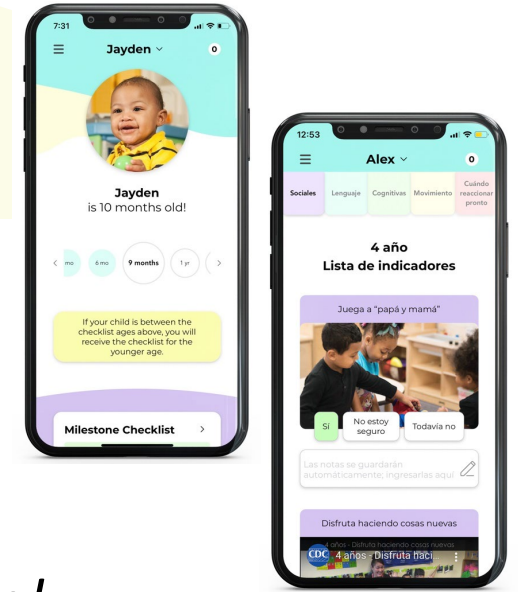 7:31
Jayden
0
Jayden
is 10 months old!
mo
6 mo
9 months
1 yr
If your child is between the
checklist ages above, you will
receive the checklist for the
younger age.
Milestone Checklist
12:53
Alex
0
Sociales
Lenguaje
Cognitivas
Movimiento
Cuándo
reaccionar
pronto
4 año
Lista de indicadores
Juega a “papá y mamá”
Sí
No estoy
seguro
Todavía no
Las notas se guardarán
automáticamente; ingresarlas aquí
Disfruta haciendo cosas nuevas
4 años - Disfruta haciendo cosas nuevas
CDC
4 años - Disfruta haci...